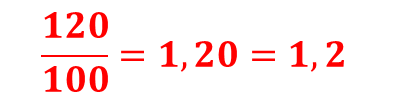 120/100 = 1,20 = 1,2